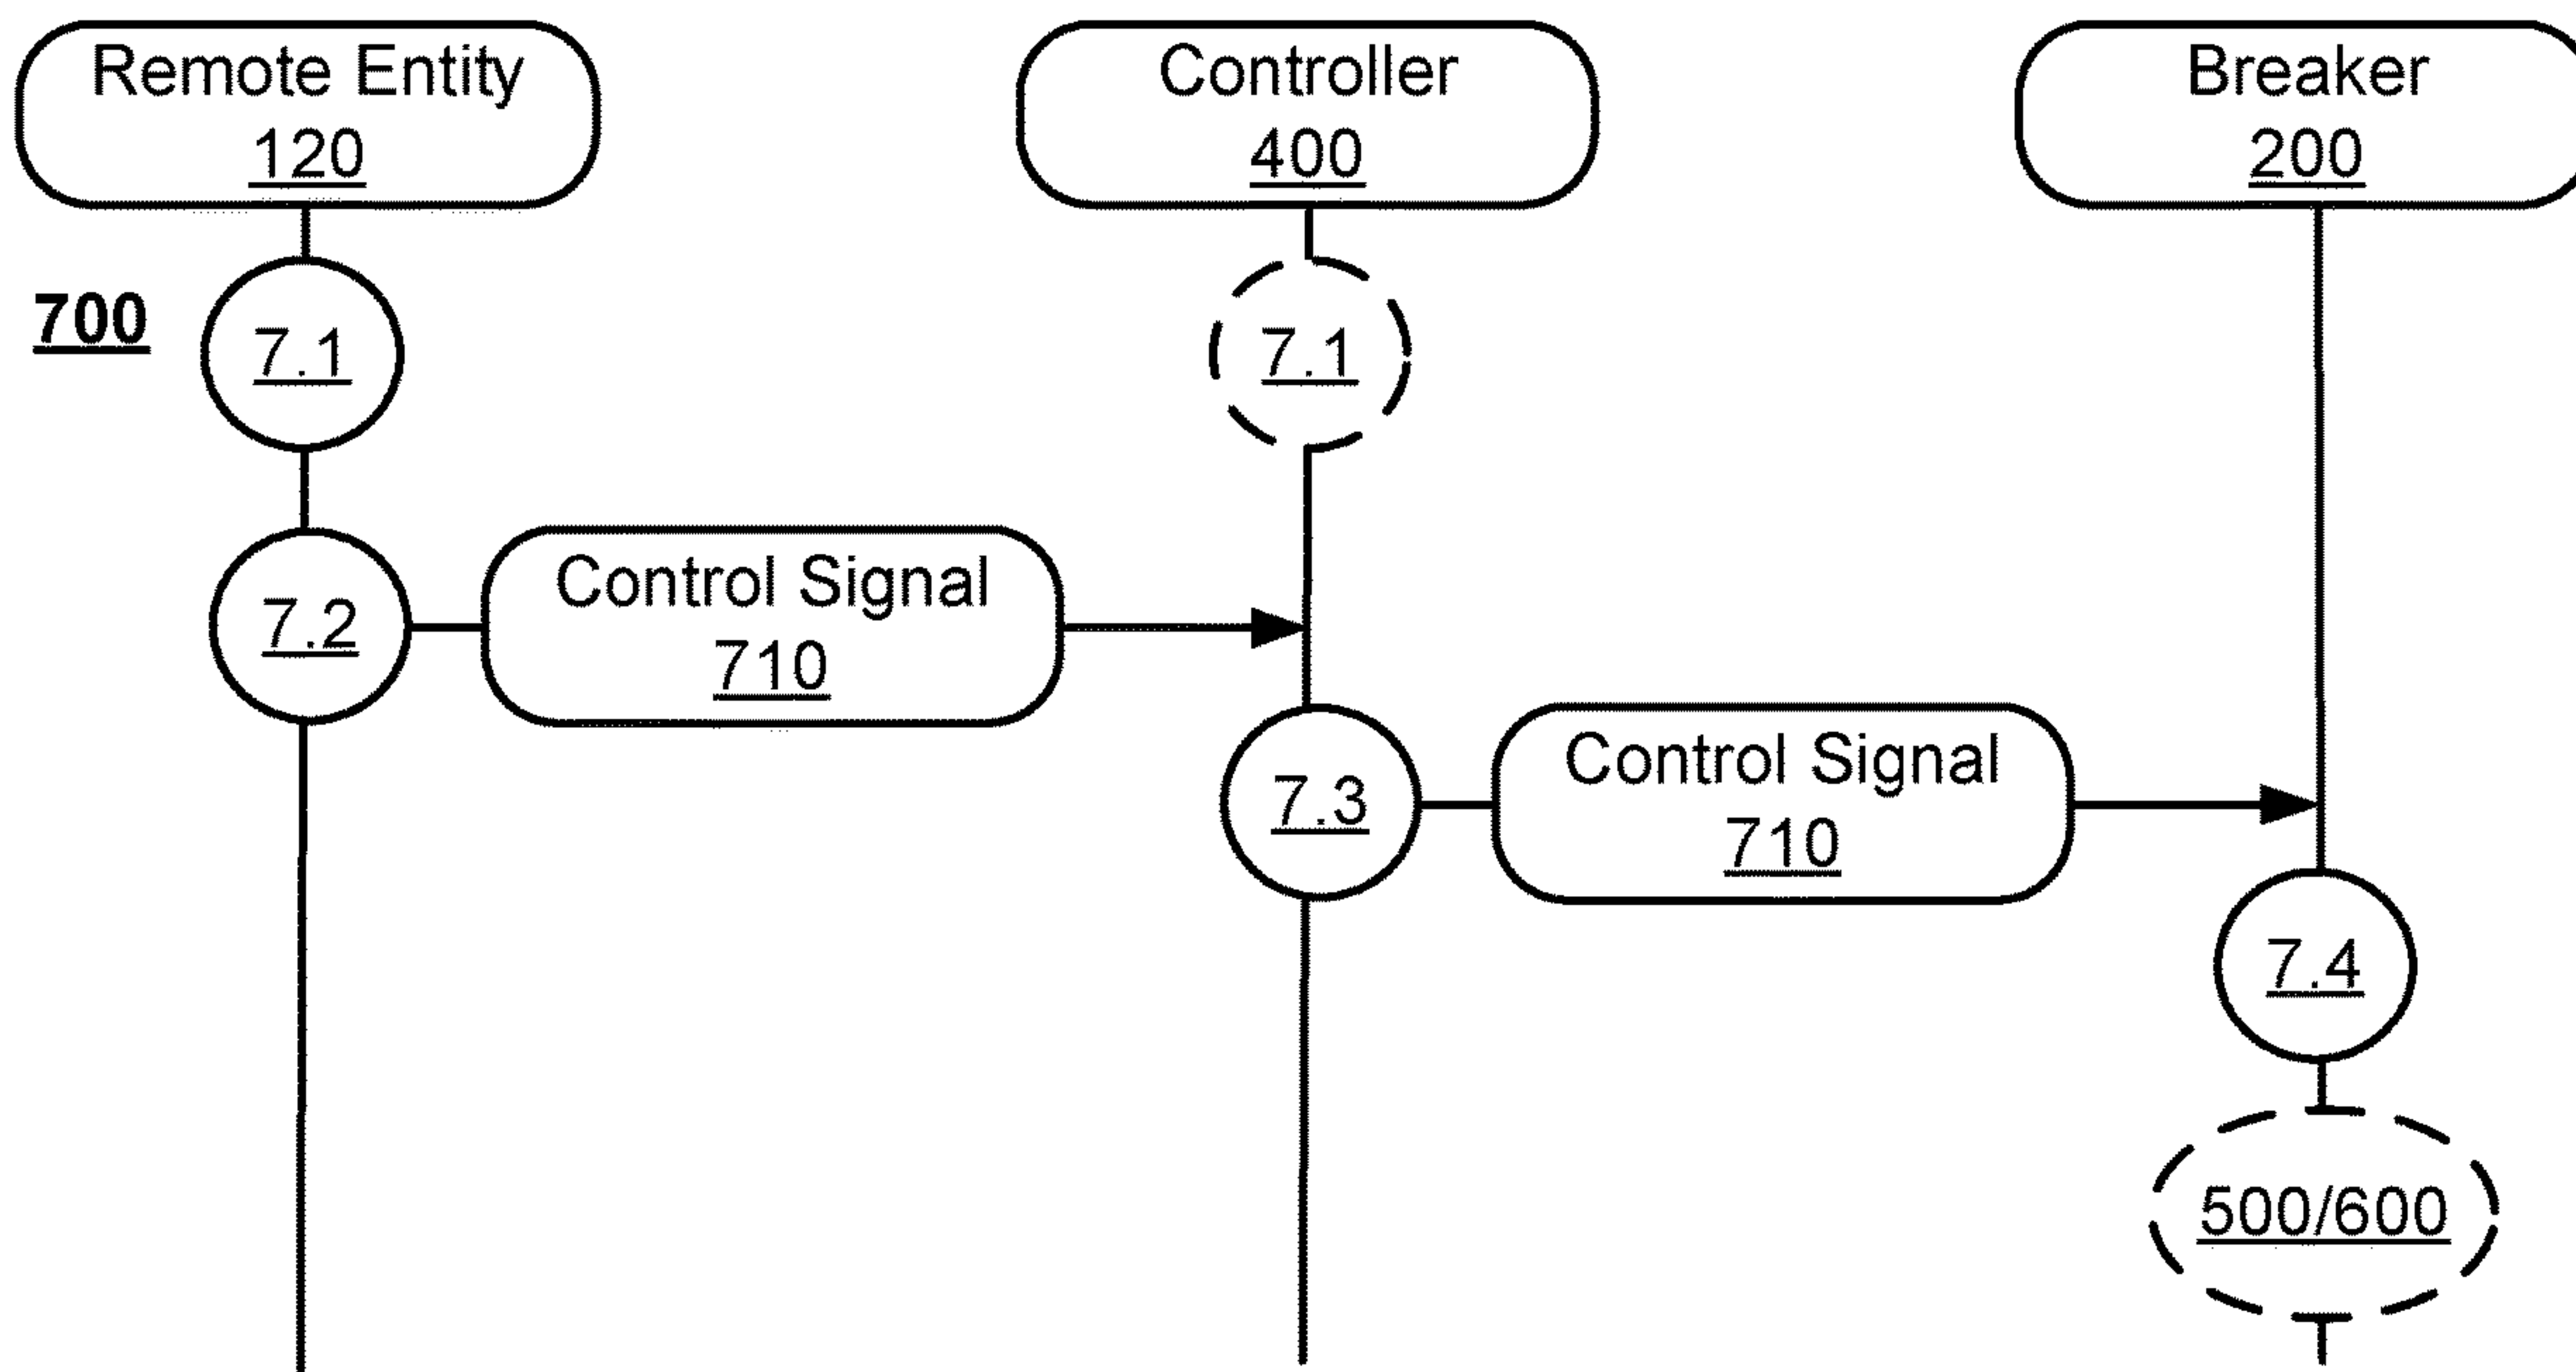 Remote Entity
120
Controller
400
Breaker
200
700
7.1
7.1
7.2
Control Signal
710
7.3
Control Signal
710
7.4
500/600